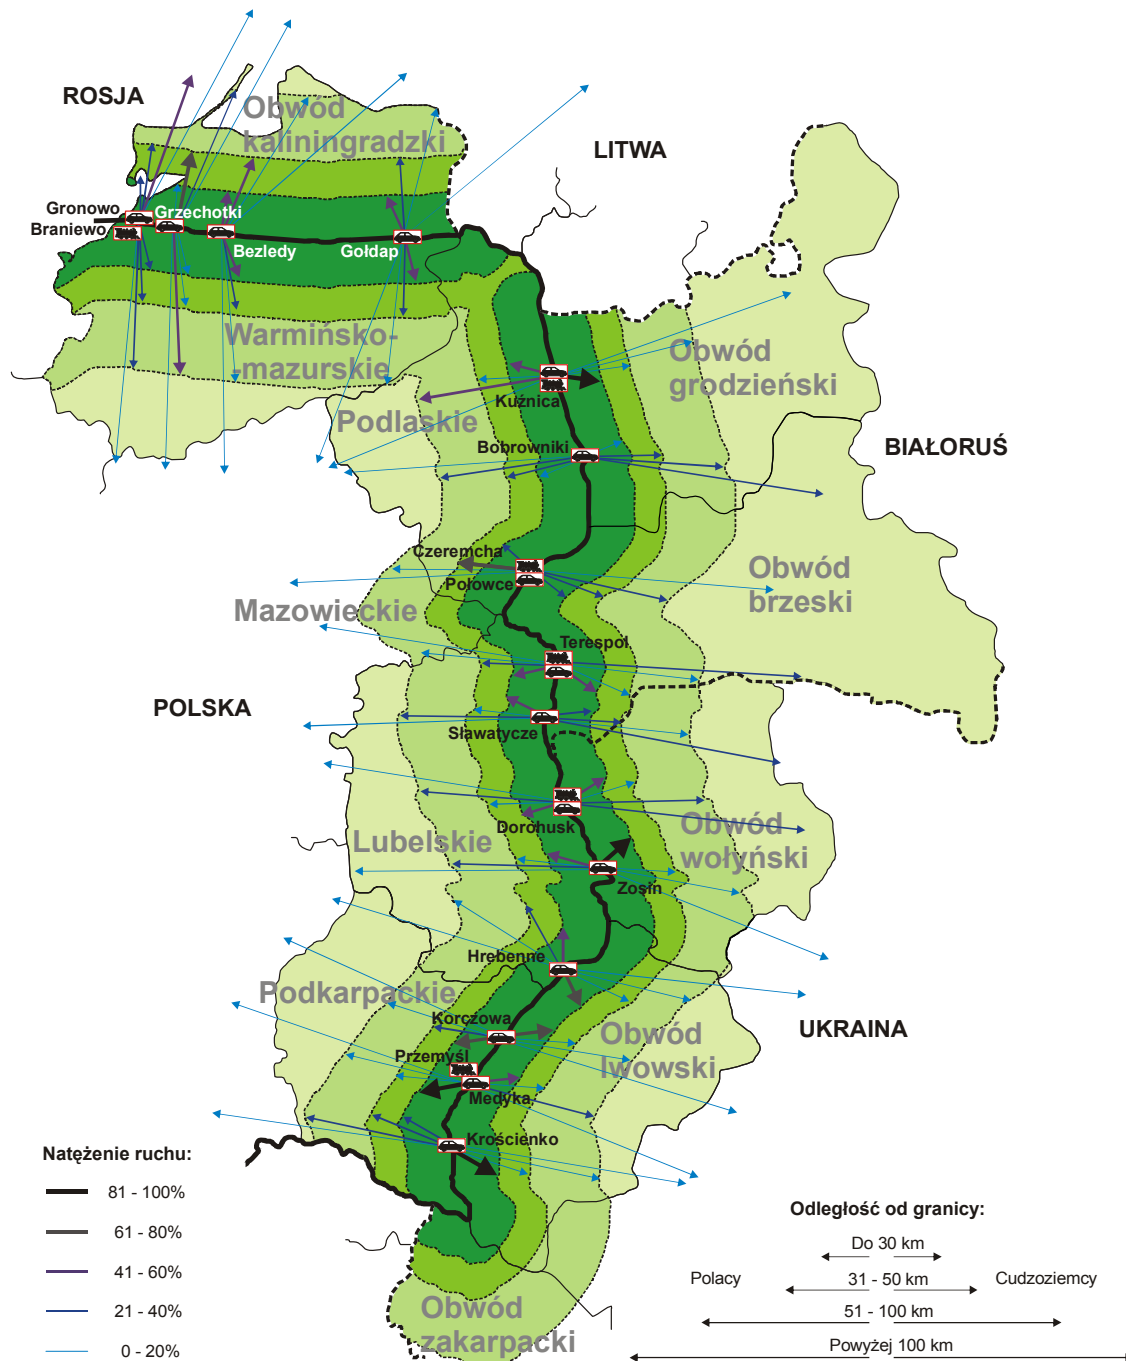 ROSJA
Obwód
kaliningradzki
LITWA
Gronowo
Braniewo
Grzechotki
Bezledy
Gołdap
Warmińsko-
mazurskie
Obwód
grodzieński
Kuźnica
Podlaskie
Bobrowniki
BIAŁORUŚ
Czeremcha
Połowce
Obwód
brzeski
Mazowieckie
Terespol
POLSKA
Sławatycze
Dorohusk
Lubelskie
Obwód
wołyński
Zosin
Hrebenne
Podkarpackie
Korczowa
UKRAINA
Obwód
lwowski
Przemyśl
Medyka
Krościenko
Natężenie ruchu:
81 - 100%
61 - 80%
41 - 60%
21 - 40%
0 - 20%
Obwód
zakarpacki
Odległość od granicy:
Do 30 km
Polacy
31 - 50 km
Cudzoziemcy
51 - 100 km
Powyżej 100 km